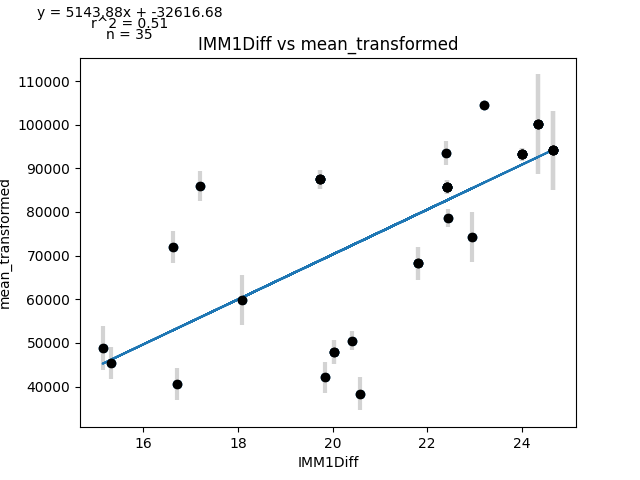 y = 5143.88x + -32616.68
r^2 = 0.51
n = 35
IMM1Diff vs mean_transformed
110000
100000
90000
80000
70000
60000
50000
40000
mean_transformed
16 18 20 22 24
IMM1Diff